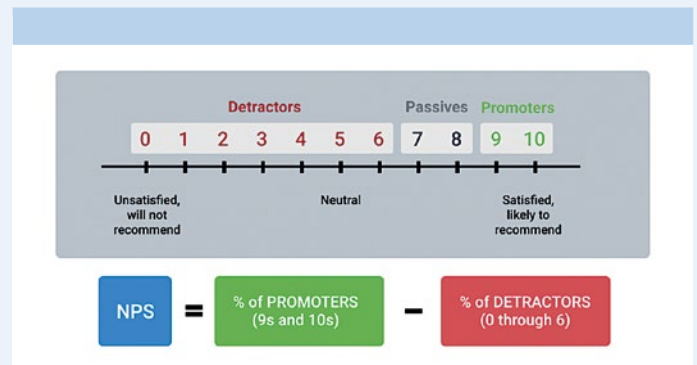 Detractors Passives Promoters
0 1 2 3 4 5 6 7 8 9 10
Unsatisfied,
will not
recommend
Neutral
Satisfied,
likely to
recommend
NPS = % of PROMOTERS
(9s and 10s)
– % of DETRACTORS
(0 through 6)